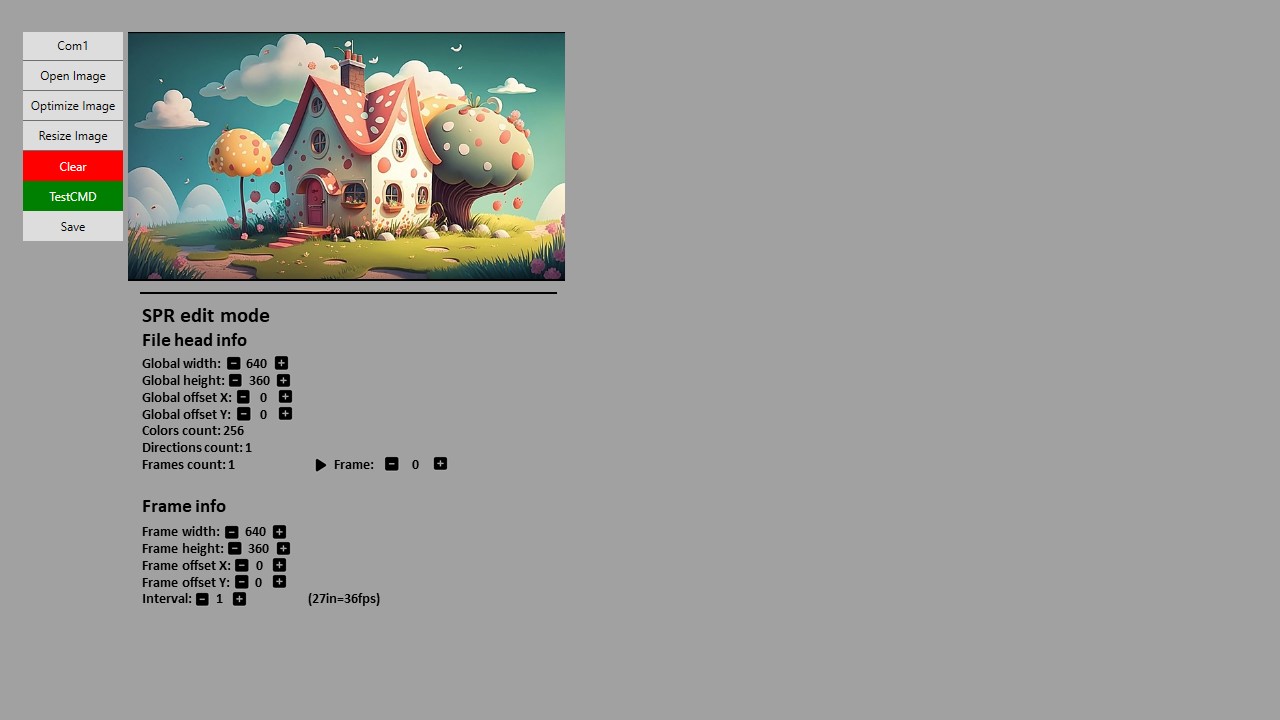 Com1
Open Image
Optimize Image
Resize Image
Clear
TestCMD
Save
SPR edit mode
File head info
Global width: 640
Global height: 360
Global offset X: 0
Global offset Y: 0
Colors count: 256
Directions count: 1
Frames count: 1 Frame: 0
Frame info
Frame width: 640
Frame height: 360
Frame offset X: 0
Frame offset Y: 0
Interval: 1 (27in=36fps)